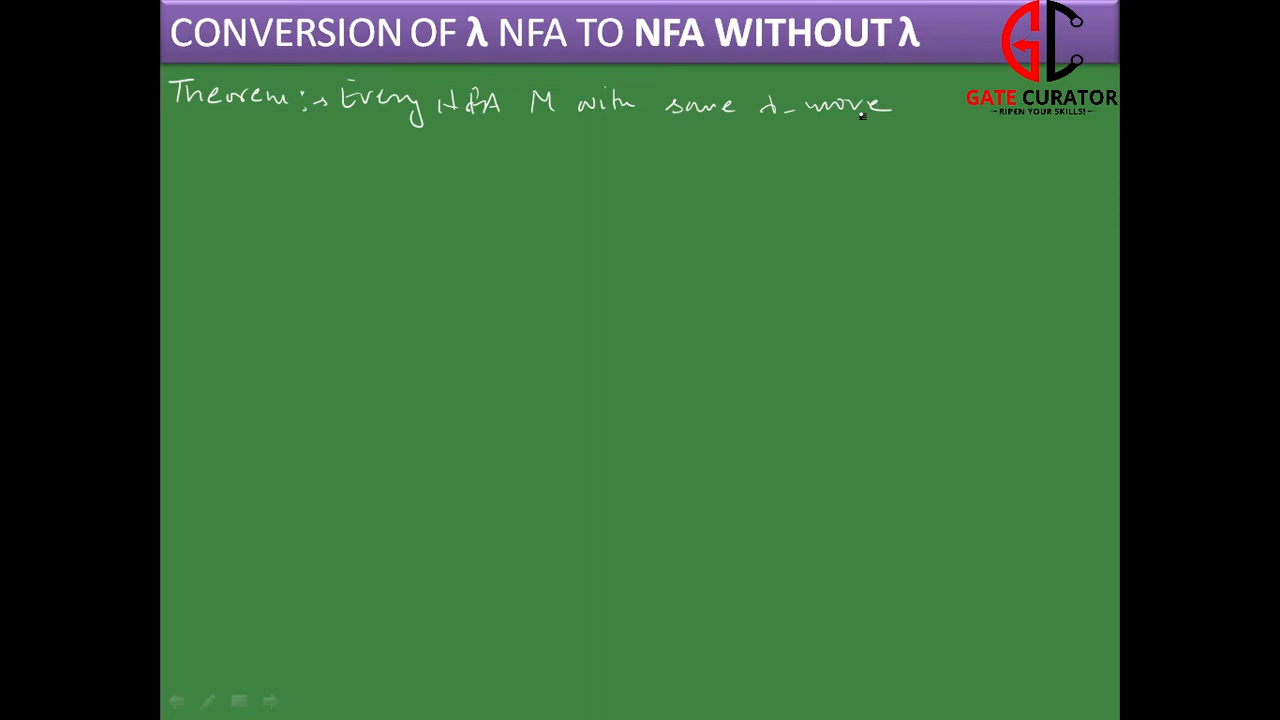 CONVERSION OF λ NFA TO NFA WITHOUT λ
GATE CURATOR
~RIPEN YOUR SKILLS!~
Theorem :→ Every NFA M with some λ-move